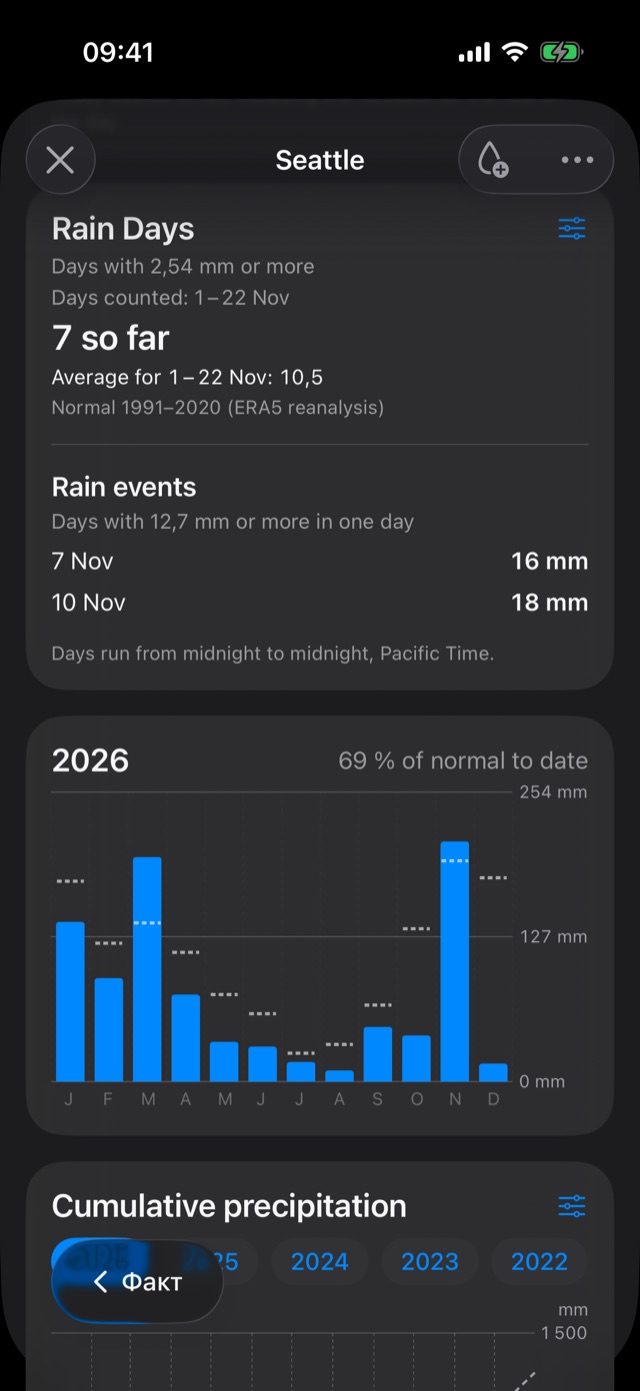 09:41
Seattle
Rain Days
Days with 2,54 mm or more
Days counted: 1–22 Nov
7 so far
Average for 1–22 Nov: 10,5
Normal 1991–2020 (ERA5 reanalysis)
Rain events
Days with 12,7 mm or more in one day
7 Nov 16 mm
10 Nov 18 mm
Days run from midnight to midnight, Pacific Time.
2026 69 % of normal to date
254 mm
127 mm
0 mm
J F M A M J J A S O N D
Cumulative precipitation
2024 2023 2022
Факт
mm
1 500